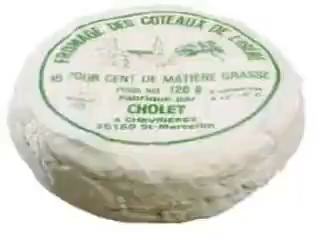 FROMAGE DES COTEAUX DE L'ISÈRE
45 POUR CENT DE MATIÈRE GRASSE
POIDS NET 120 g
Fabriqué par
CHOLET
à CHEVRIÈRES
38160 St-Marcellin